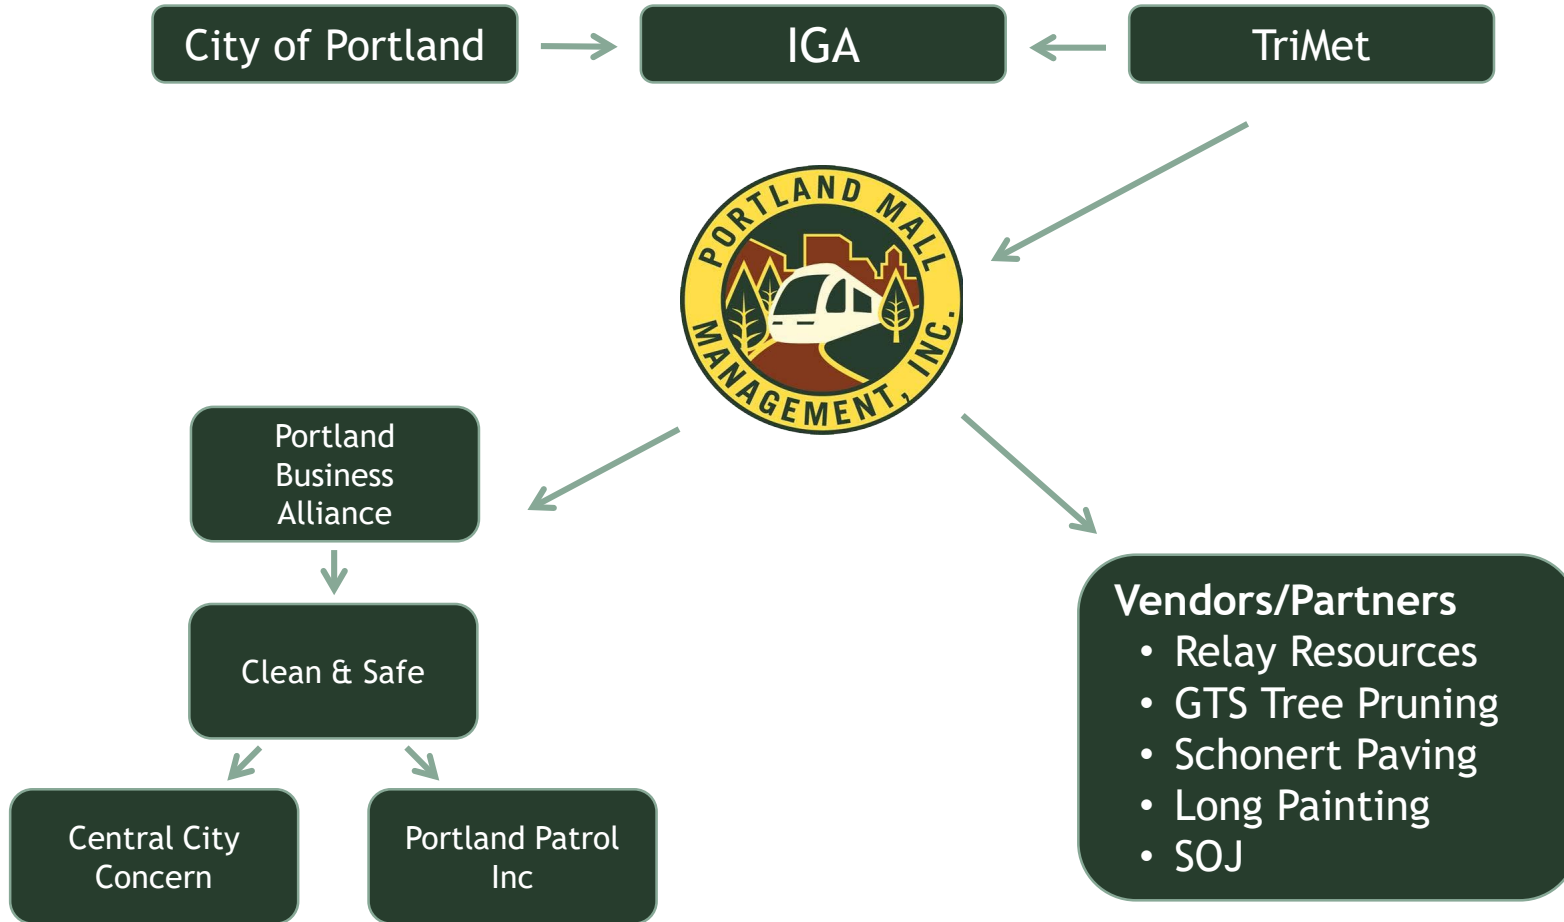 City of Portland
IGA
TriMet
PORTLAND MALL
MANAGEMENT, INC.
Portland
Business
Alliance
Clean & Safe
Central City
Concern
Portland Patrol
Inc
Vendors/Partners
• Relay Resources
• GTS Tree Pruning
• Schonert Paving
• Long Painting
• SOJ